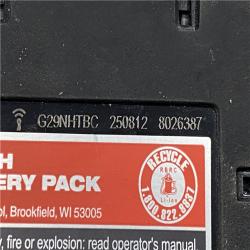 G29NHTBC 250812 8026387
H
ERY PACK
ol, Brookfield, WI 53005
RECYCLE
RBRC
Li-ion
1.800.822.8837
, fire or explosion: read operator's manual